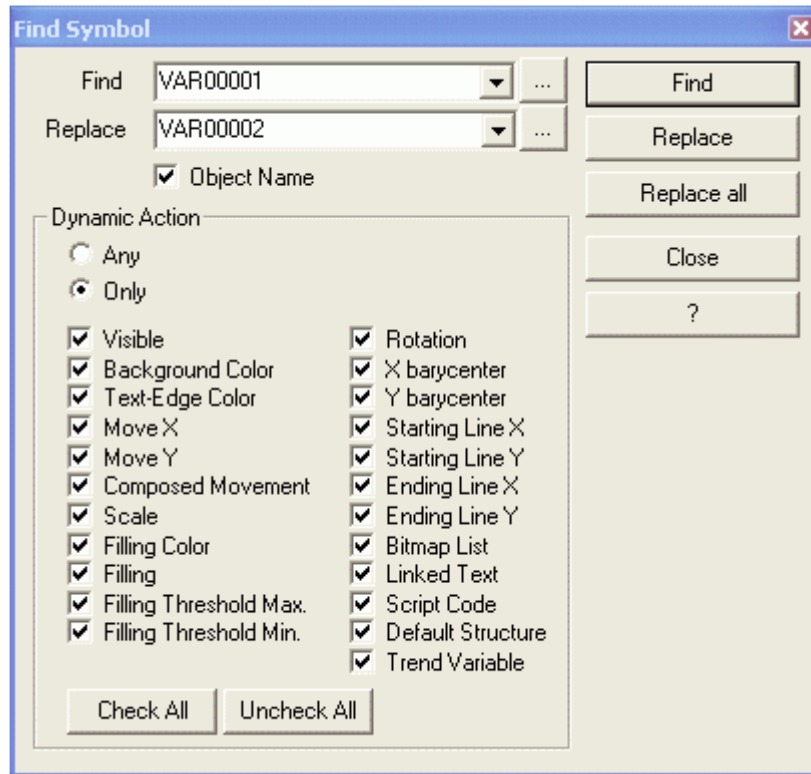 Find Symbol
Find VAR00001 ... Find
Replace VAR00002 ... Replace
Object Name
Replace all
Dynamic Action
Any
Close
Only
?
Visible Rotation
Background Color X barycenter
Text-Edge Color Y barycenter
Move X Starting Line X
Move Y Starting Line Y
Composed Movement Ending Line X
Scale Ending Line Y
Filling Color Bitmap List
Filling Linked Text
Filling Threshold Max. Script Code
Filling Threshold Min. Default Structure
Trend Variable
Check All Uncheck All